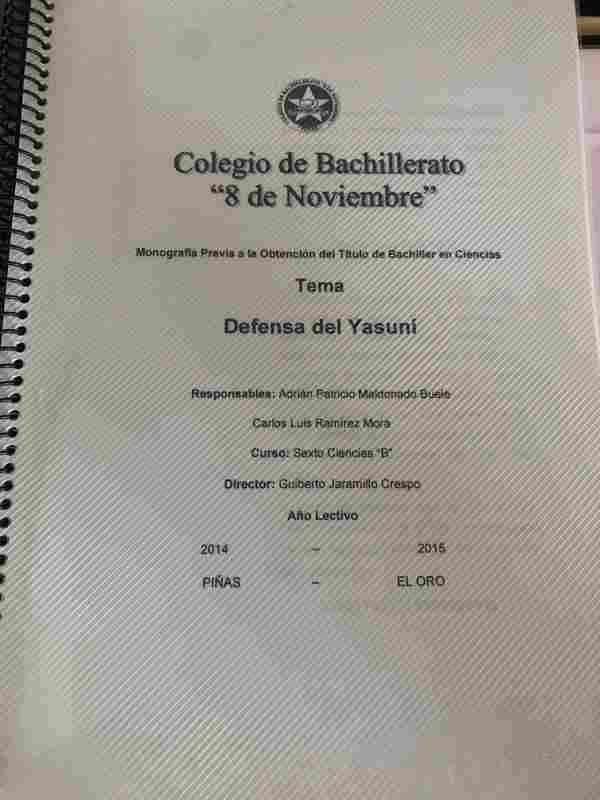 Colegio de Bachillerato
“8 de Noviembre”
Monografía Previa a la Obtención del Título de Bachiller en Ciencias
Tema
Defensa del Yasuní
Responsables: Adrián Patricio Maldonado Buele
Carlos Luis Ramírez Mora
Curso: Sexto Ciencias “B”
Director: Guiberto Jaramillo Crespo
Año Lectivo
2014 – 2015
PIÑAS – EL ORO